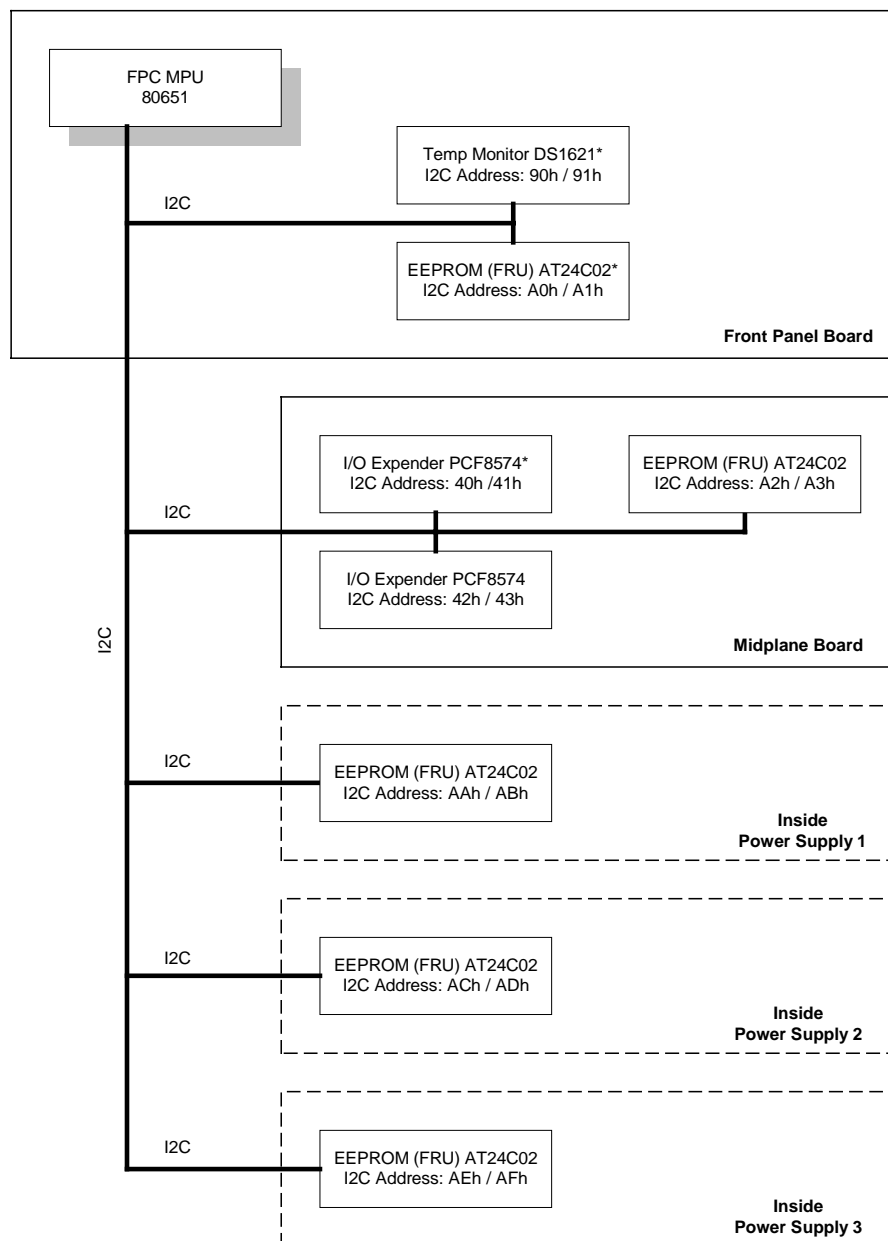 FPC MPU
80651
Temp Monitor DS1621*
I2C Address: 90h / 91h
I2C
EEPROM (FRU) AT24C02*
I2C Address: A0h / A1h
Front Panel Board
I/O Expender PCF8574*
I2C Address: 40h /41h
EEPROM (FRU) AT24C02
I2C Address: A2h / A3h
I2C
I/O Expender PCF8574
I2C Address: 42h / 43h
I2C
Midplane Board
I2C
EEPROM (FRU) AT24C02
I2C Address: AAh / ABh
Inside
Power Supply 1
I2C
EEPROM (FRU) AT24C02
I2C Address: ACh / ADh
Inside
Power Supply 2
I2C
EEPROM (FRU) AT24C02
I2C Address: AEh / AFh
Inside
Power Supply 3